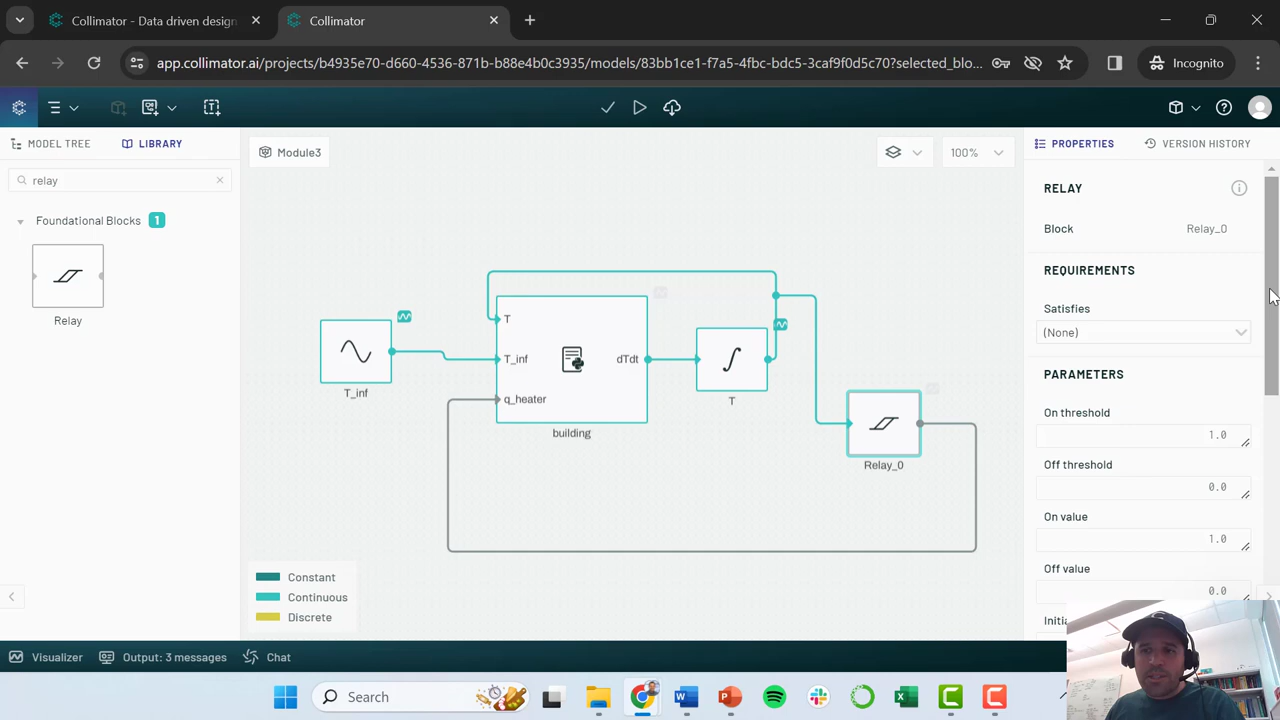 Collimator - Data driven design
Collimator
app.collimator.ai/projects/b4935e70-d660-4536-871b-b88e4b0c3935/models/83bb1ce1-f7a5-4fbc-bdc5-3caf9f0d5c70?selected_blo...
Incognito
MODEL TREE
LIBRARY
Module3
100%
PROPERTIES
VERSION HISTORY
relay
Foundational Blocks 1
Relay
RELAY
Block
Relay_0
REQUIREMENTS
Satisfies
(None)
PARAMETERS
On threshold
1.0
Off threshold
0.0
On value
1.0
Off value
0.0
T_inf
T
T_inf
q_heater
dTdt
building
T
Relay_0
Constant
Continuous
Discrete
Visualizer
Output: 3 messages
Chat
Search